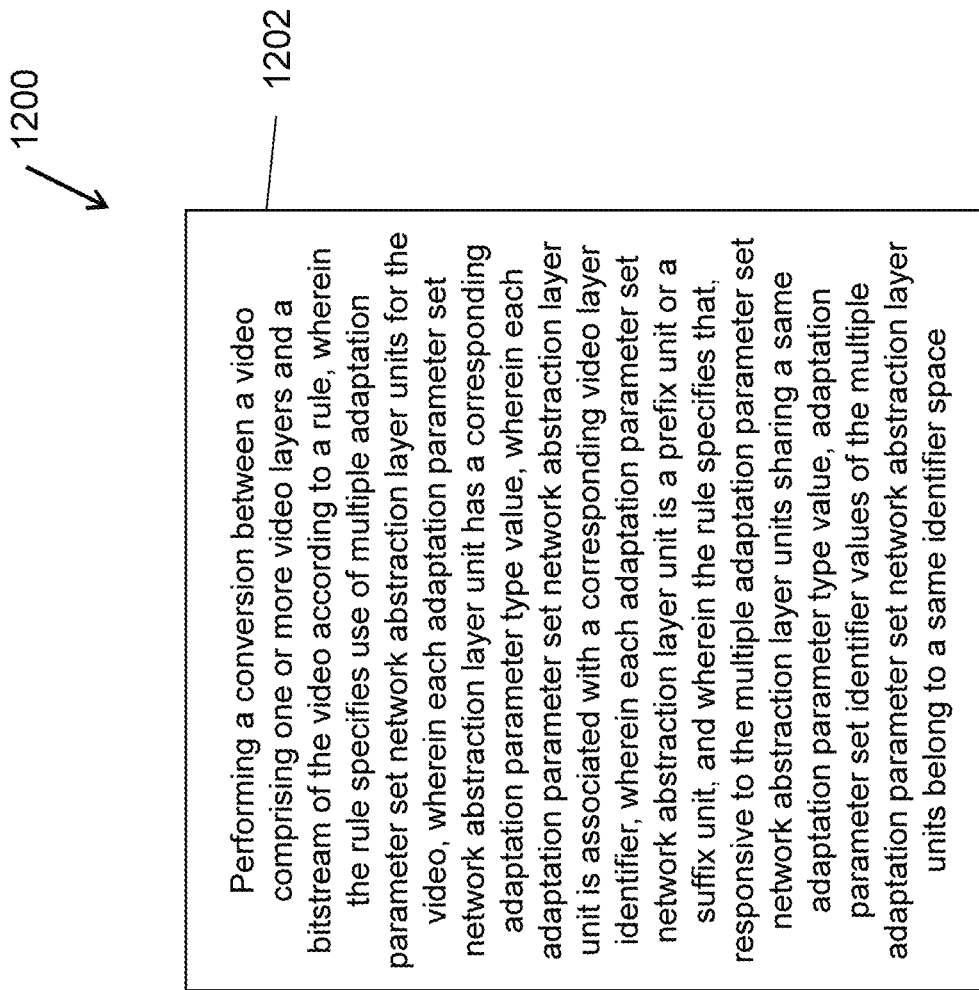 1200
1202
Performing a conversion between a video
comprising one or more video layers and a
bitstream of the video according to a rule, wherein
the rule specifies use of multiple adaptation
parameter set network abstraction layer units for the
video, wherein each adaptation parameter set
network abstraction layer unit has a corresponding
adaptation parameter type value, wherein each
adaptation parameter set network abstraction layer
unit is associated with a corresponding video layer
identifier, wherein each adaptation parameter set
network abstraction layer unit is a prefix unit or a
suffix unit, and wherein the rule specifies that,
responsive to the multiple adaptation parameter set
network abstraction layer units sharing a same
adaptation parameter type value, adaptation
parameter set identifier values of the multiple
adaptation parameter set network abstraction layer
units belong to a same identifier space